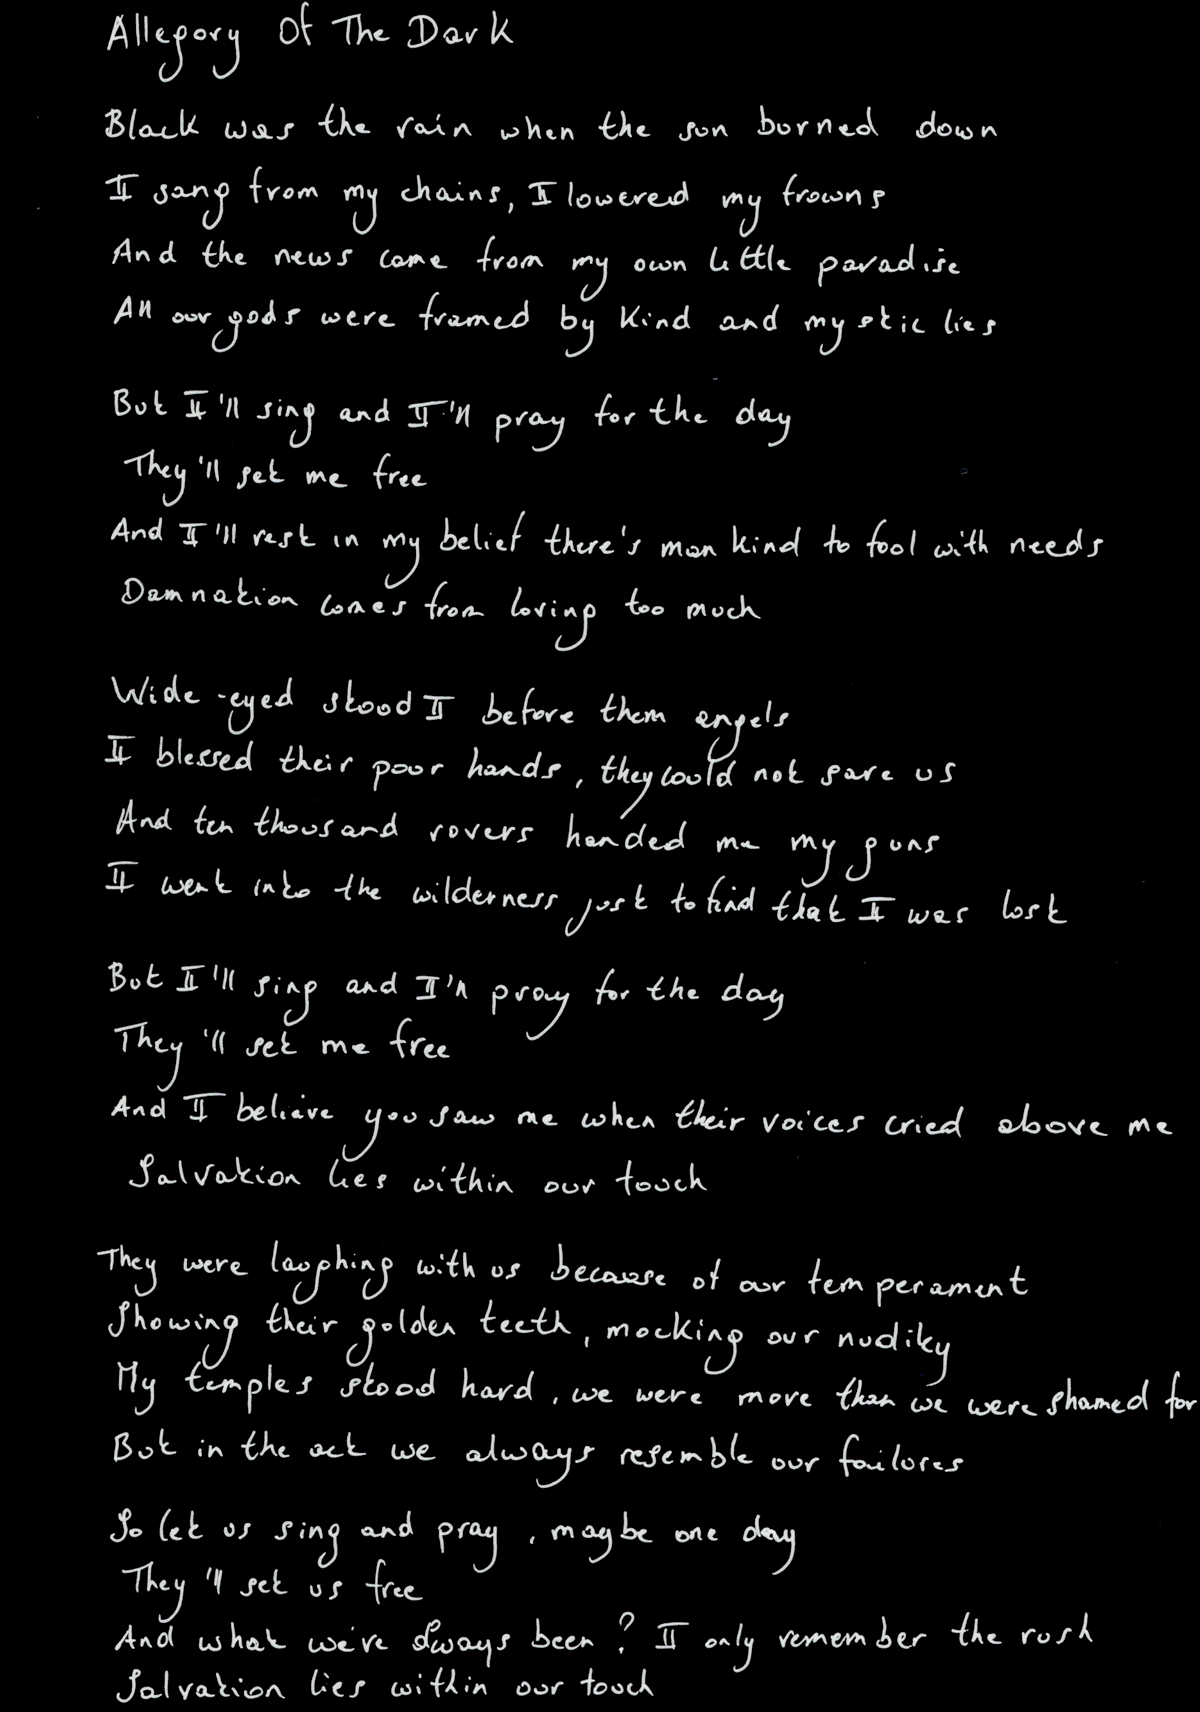 Allegory Of The Dark
Black was the rain when the sun burned down
I sang from my chains, I lowered my frowns
And the news came from my own little paradise
All our gods were framed by kind and mystic lies
But I'll sing and I'll pray for the day
They'll set me free
And I'll rest in my belief there's man kind to fool with needs
Damnation comes from loving too much
Wide-eyed stood I before them angels
I blessed their poor hands, they could not save us
And ten thousand rovers handed me my guns
I went into the wilderness just to find that I was lost
But I'll sing and I'll pray for the day
They'll set me free
And I believe you saw me when their voices cried above me
Salvation lies within our touch
They were laughing with us because of our temperament
Showing their golden teeth, mocking our nudity
My temples stood hard, we were more than we were shamed for
But in the act we always resemble our failures
So let us sing and pray, maybe one day
They'll set us free
And what we've always been? I only remember the rush
Salvation lies within our touch